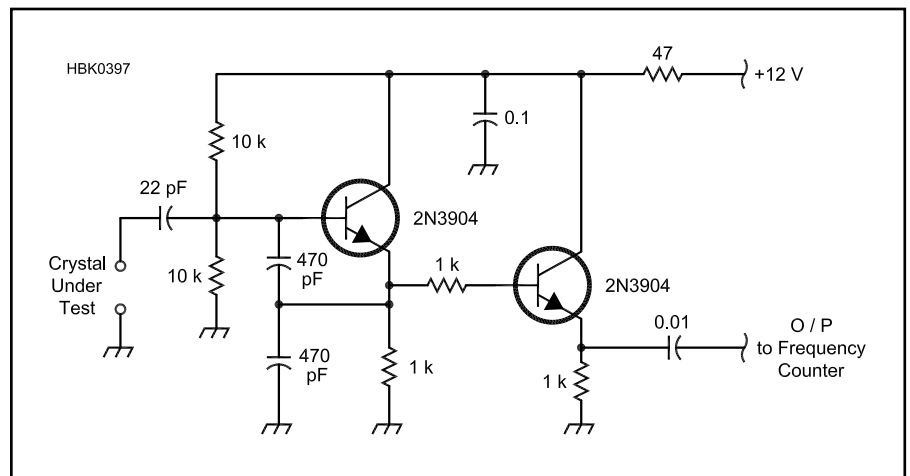 HBK0397
47
+12 V
0.1
10 k
22 pF
2N3904
10 k
470
pF
Crystal
Under
Test
1 k
2N3904
0.01
O / P
to Frequency
Counter
470
pF
1 k
1 k